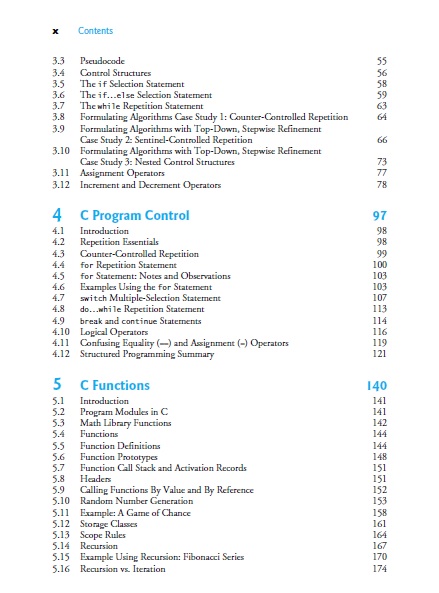 x Contents
3.3 Pseudocode 55
3.4 Control Structures 56
3.5 The if Selection Statement 58
3.6 The if...else Selection Statement 59
3.7 The while Repetition Statement 63
3.8 Formulating Algorithms Case Study 1: Counter-Controlled Repetition 64
3.9 Formulating Algorithms with Top-Down, Stepwise Refinement
Case Study 2: Sentinel-Controlled Repetition 66
3.10 Formulating Algorithms with Top-Down, Stepwise Refinement
Case Study 3: Nested Control Structures 73
3.11 Assignment Operators 77
3.12 Increment and Decrement Operators 78
4 C Program Control 97
4.1 Introduction 98
4.2 Repetition Essentials 98
4.3 Counter-Controlled Repetition 99
4.4 for Repetition Statement 100
4.5 for Statement: Notes and Observations 103
4.6 Examples Using the for Statement 103
4.7 switch Multiple-Selection Statement 107
4.8 do...while Repetition Statement 113
4.9 break and continue Statements 114
4.10 Logical Operators 116
4.11 Confusing Equality (==) and Assignment (=) Operators 119
4.12 Structured Programming Summary 121
5 C Functions 140
5.1 Introduction 141
5.2 Program Modules in C 141
5.3 Math Library Functions 142
5.4 Functions 144
5.5 Function Definitions 144
5.6 Function Prototypes 148
5.7 Function Call Stack and Activation Records 151
5.8 Headers 151
5.9 Calling Functions By Value and By Reference 152
5.10 Random Number Generation 153
5.11 Example: A Game of Chance 158
5.12 Storage Classes 161
5.13 Scope Rules 164
5.14 Recursion 167
5.15 Example Using Recursion: Fibonacci Series 170
5.16 Recursion vs. Iteration 174